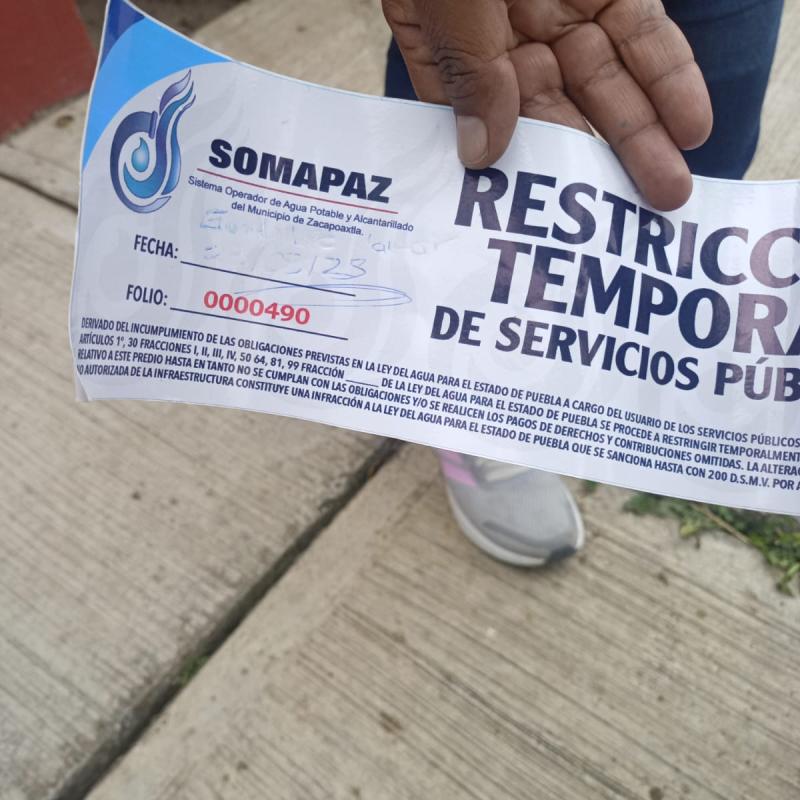 SOMAPAZ
Sistema Operador de Agua Potable y Alcantarillado
del Municipio de Zacapoaxtla.
FECHA:
FOLIO: 0000490
RESTRICC
TEMPORA
DE SERVICIOS PÚB
DERIVADO DEL INCUMPLIMIENTO DE LAS OBLIGACIONES PREVISTAS EN LA LEY DEL AGUA PARA EL ESTADO DE PUEBLA A CARGO DEL USUARIO DE LOS SERVICIOS PÚBLICOS
ARTÍCULOS 1°, 30 FRACCIONES I, II, III, IV, 50 64, 81, 99 FRACCIÓN ______ DE LA LEY DEL AGUA PARA EL ESTADO DE PUEBLA SE PROCEDE A RESTRINGIR TEMPORALMENT
RELATIVO A ESTE PREDIO HASTA EN TANTO NO SE CUMPLAN CON LAS OBLIGACIONES Y/O SE REALICEN LOS PAGOS DE DERECHOS Y CONTRIBUCIONES OMITIDAS. LA ALTERAC
NO AUTORIZADA DE LA INFRAESTRUCTURA CONSTITUYE UNA INFRACCIÓN A LA LEY DEL AGUA PARA EL ESTADO DE PUEBLA QUE SE SANCIONA HASTA CON 200 D.S.M.V. POR A